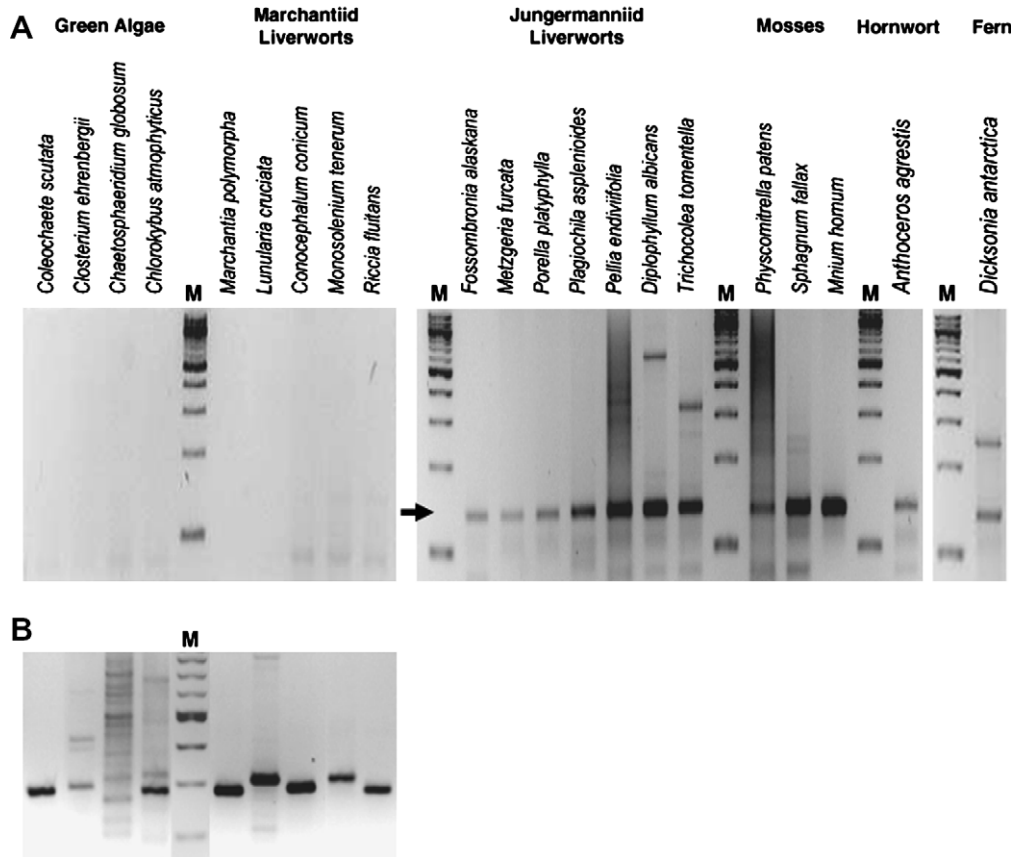 A
Green Algae
Marchantiid
Liverworts
Jungermanniid
Liverworts
Mosses
Hornwort
Fern
Coleochaete scutata
Closterium ehrenbergii
Chaetosphaeridium globosum
Chlorokybus atmophyticus
M
Marchantia polymorpha
Lunularia cruciata
Conocephalum conicum
Monosolenium tenerum
Riccia fluitans
M
Fossombronia alaskana
Metzgeria furcata
Porella platyphylla
Plagiochila asplenioides
Pellia endiviifolia
Diplophyllum albicans
Trichocolea tomentella
M
Physcomitrella patens
Sphagnum fallax
Mnium hornum
M
Anthoceros agrestis
M
Dicksonia antarctica
B
M